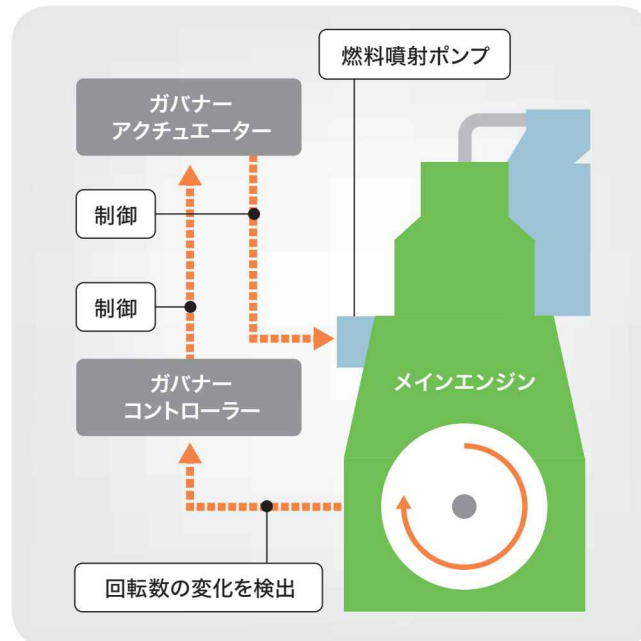 燃料噴射ポンプ
ガバナー
アクチュエーター
制御
制御
ガバナー
コントローラー
メインエンジン
回転数の変化を検出